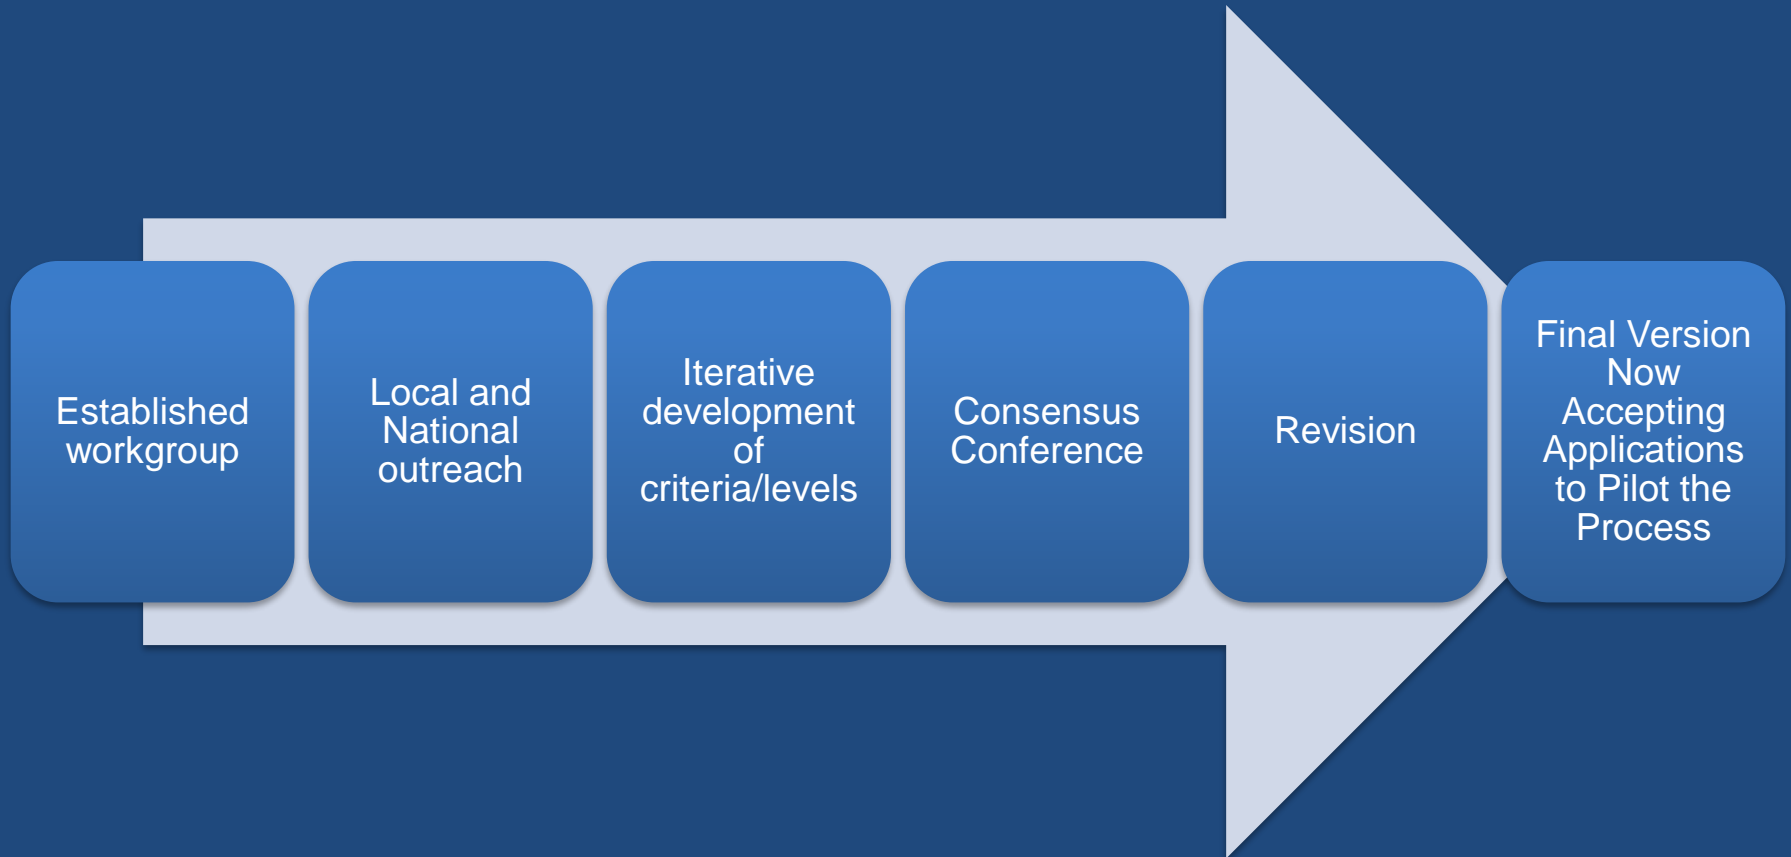 Established
workgroup
Local and
National
outreach
Iterative
development
of
criteria/levels
Consensus
Conference
Revision
Final Version
Now
Accepting
Applications
to Pilot the
Process